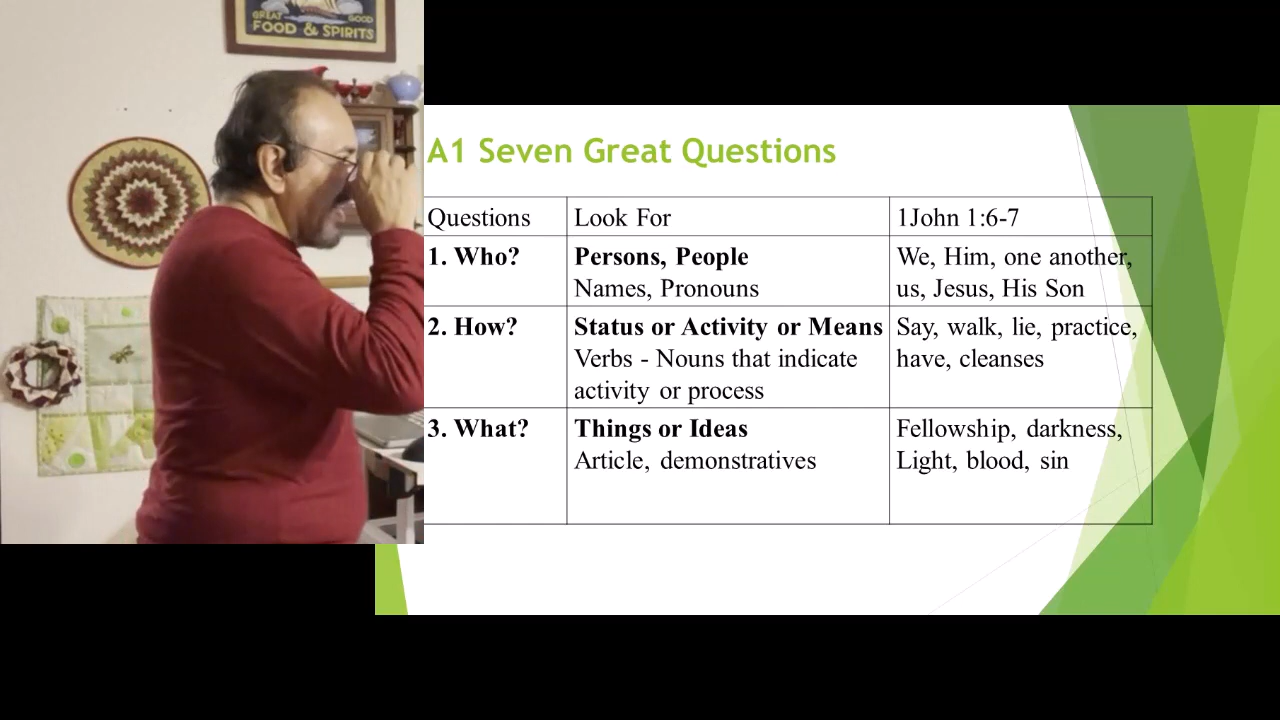 GREAT GOOD
FOOD & SPIRITS
A1 Seven Great Questions
Questions
Look For
1John 1:6-7
1. Who?
Persons, People
Names, Pronouns
We, Him, one another,
us, Jesus, His Son
2. How?
Status or Activity or Means
Verbs - Nouns that indicate
activity or process
Say, walk, lie, practice,
have, cleanses
3. What?
Things or Ideas
Article, demonstratives
Fellowship, darkness,
Light, blood, sin